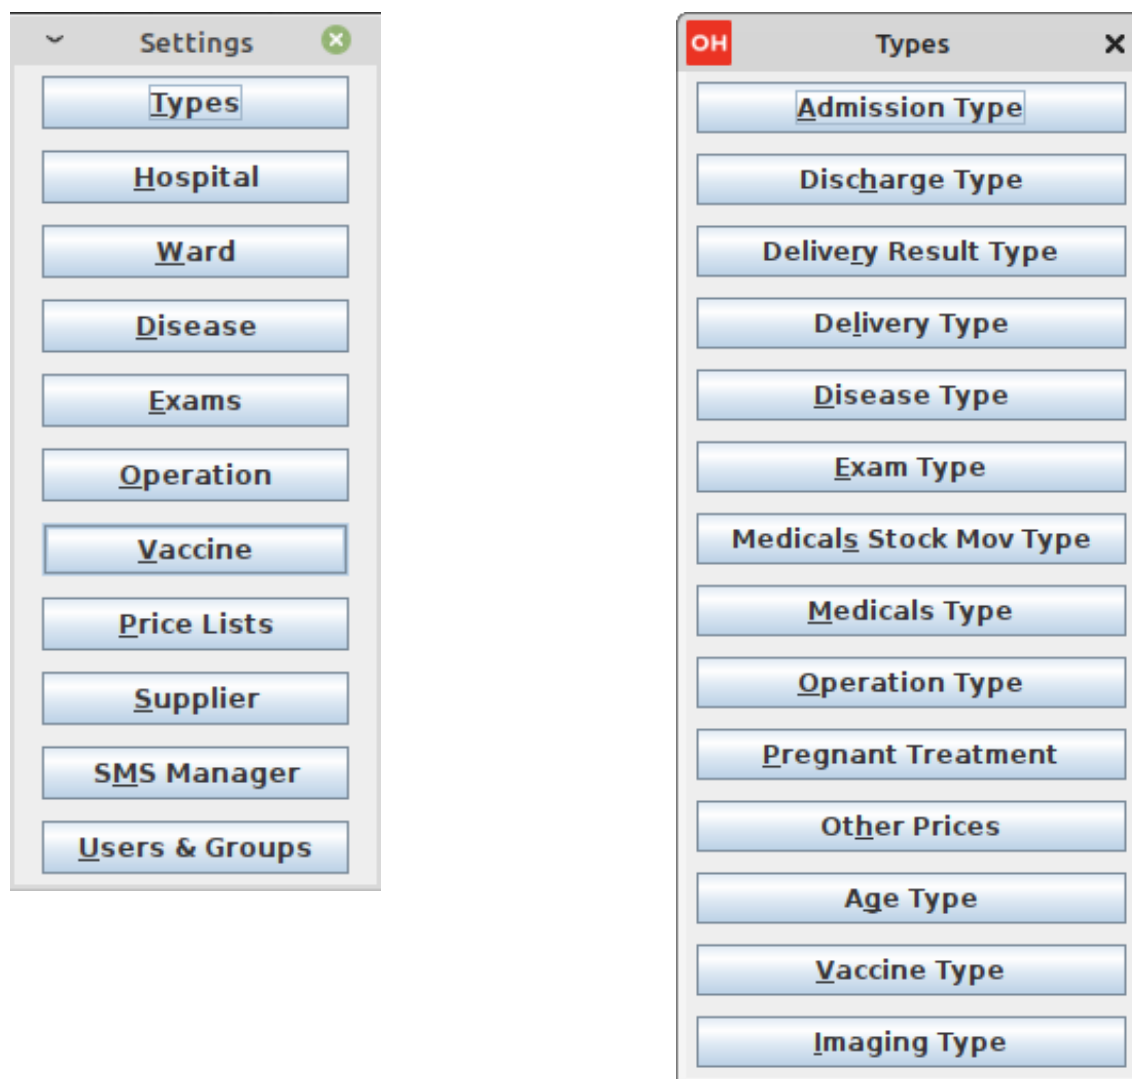 Settings
Types
Hospital
Ward
Disease
Exams
Operation
Vaccine
Price Lists
Supplier
SMS Manager
Users & Groups
OH Types
Admission Type
Discharge Type
Delivery Result Type
Delivery Type
Disease Type
Exam Type
Medicals Stock Mov Type
Medicals Type
Operation Type
Pregnant Treatment
Other Prices
Age Type
Vaccine Type
Imaging Type